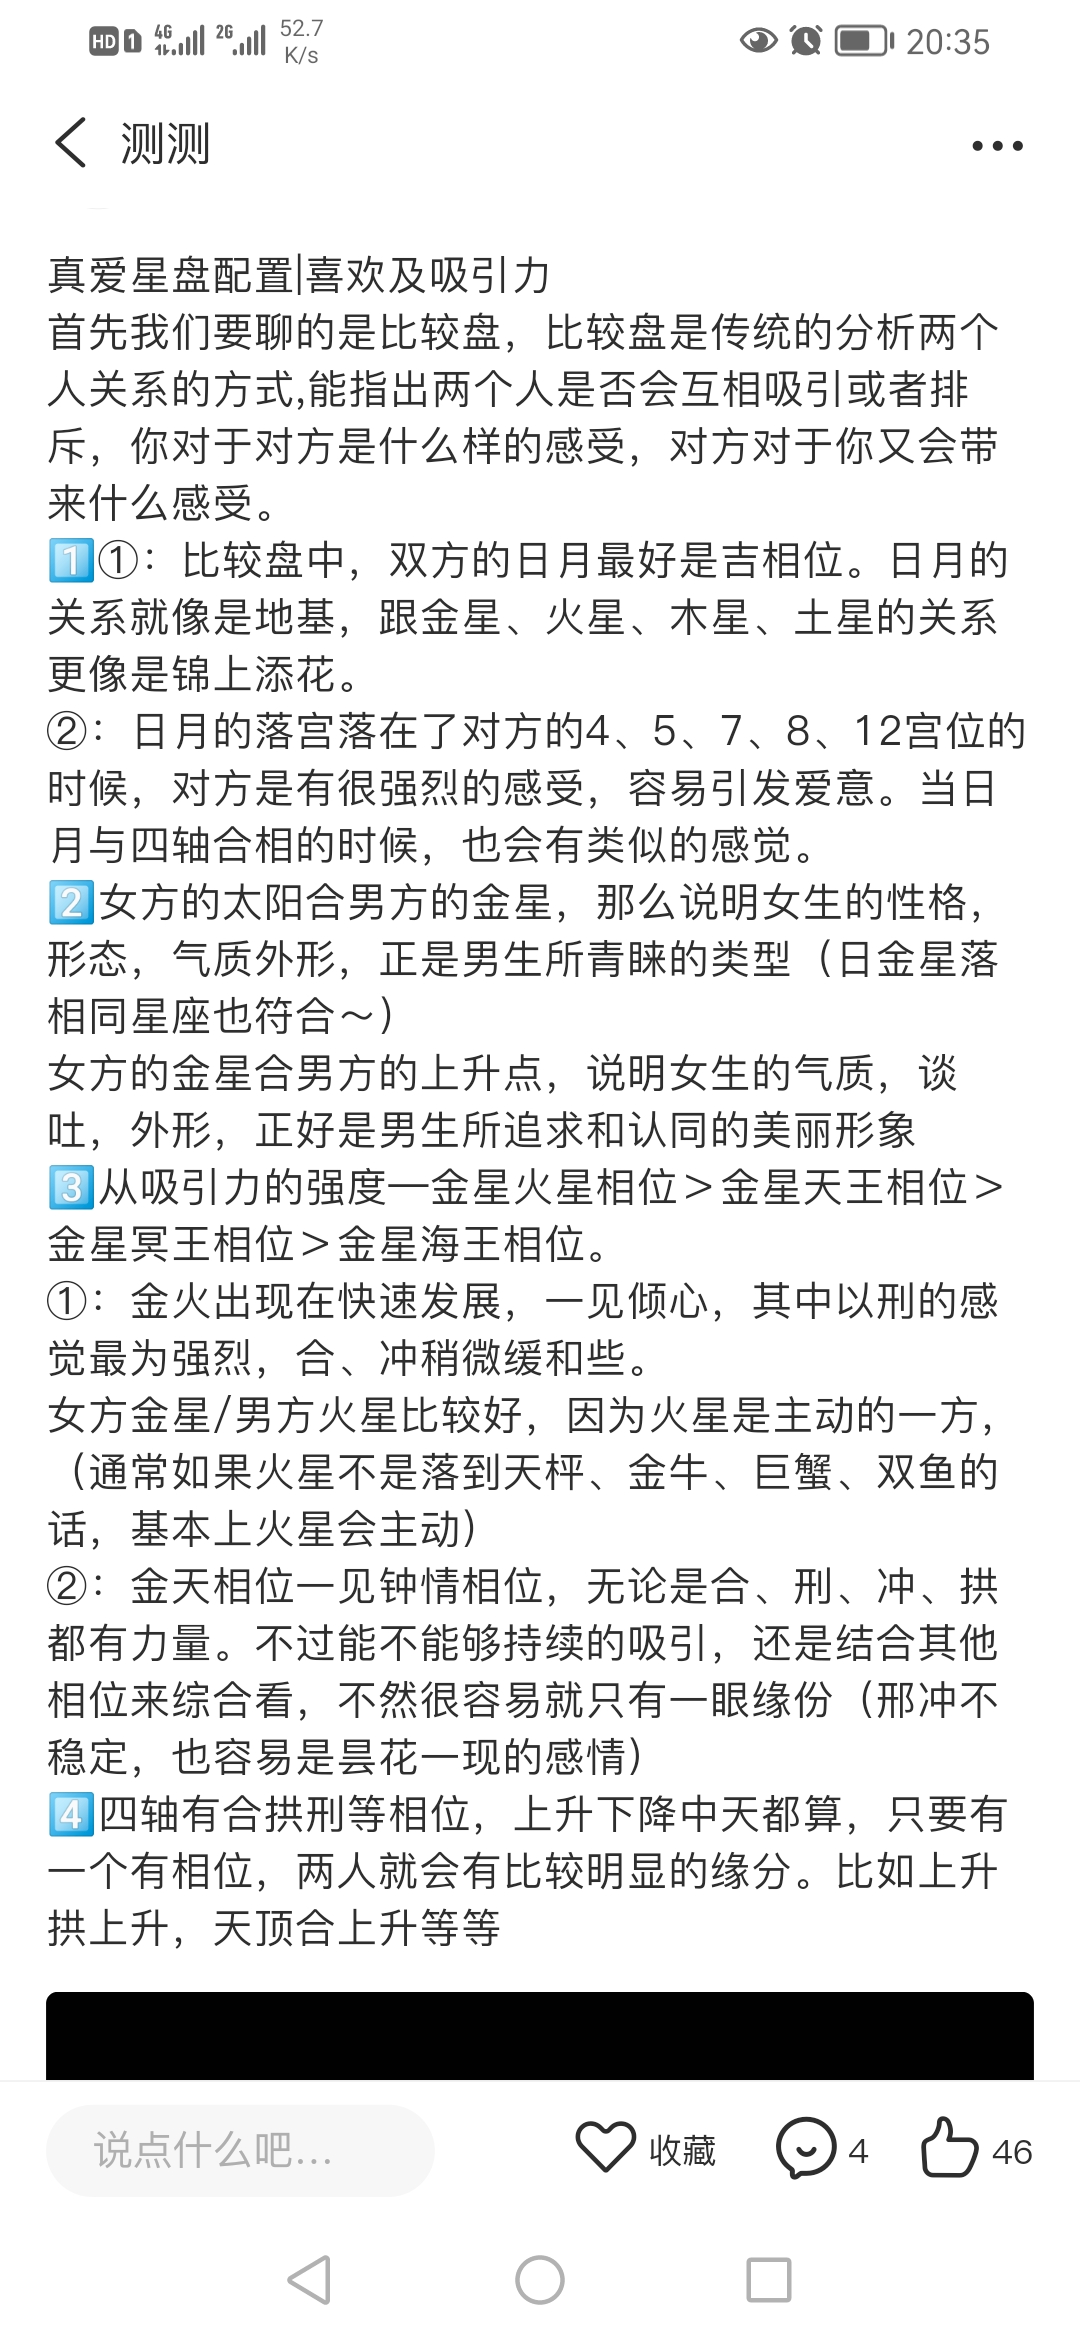 HD 1 4G 2G 52.7 K/s 20:35
测测
真爱星盘配置|喜欢及吸引力
首先我们要聊的是比较盘，比较盘是传统的分析两个
人关系的方式,能指出两个人是否会互相吸引或者排
斥，你对于对方是什么样的感受，对方对于你又会带
来什么感受。
1️⃣①：比较盘中，双方的日月最好是吉相位。日月的
关系就像是地基，跟金星、火星、木星、土星的关系
更像是锦上添花。
②：日月的落宫落在了对方的4、5、7、8、12宫位的
时候，对方是有很强烈的感受，容易引发爱意。当日
月与四轴合相的时候，也会有类似的感觉。
2️⃣女方的太阳合男方的金星，那么说明女生的性格，
形态，气质外形，正是男生所青睐的类型（日金星落
相同星座也符合～）
女方的金星合男方的上升点，说明女生的气质，谈
吐，外形，正好是男生所追求和认同的美丽形象
3️⃣从吸引力的强度—金星火星相位＞金星天王相位＞
金星冥王相位＞金星海王相位。
①：金火出现在快速发展，一见倾心，其中以刑的感
觉最为强烈，合、冲稍微缓和些。
女方金星/男方火星比较好，因为火星是主动的一方，
（通常如果火星不是落到天枰、金牛、巨蟹、双鱼的
话，基本上火星会主动）
②：金天相位一见钟情相位，无论是合、刑、冲、拱
都有力量。不过能不能够持续的吸引，还是结合其他
相位来综合看，不然很容易就只有一眼缘份（邢冲不
稳定，也容易是昙花一现的感情）
4️⃣四轴有合拱刑等相位，上升下降中天都算，只要有
一个有相位，两人就会有比较明显的缘分。比如上升
拱上升，天顶合上升等等
说点什么吧... 收藏 4 46